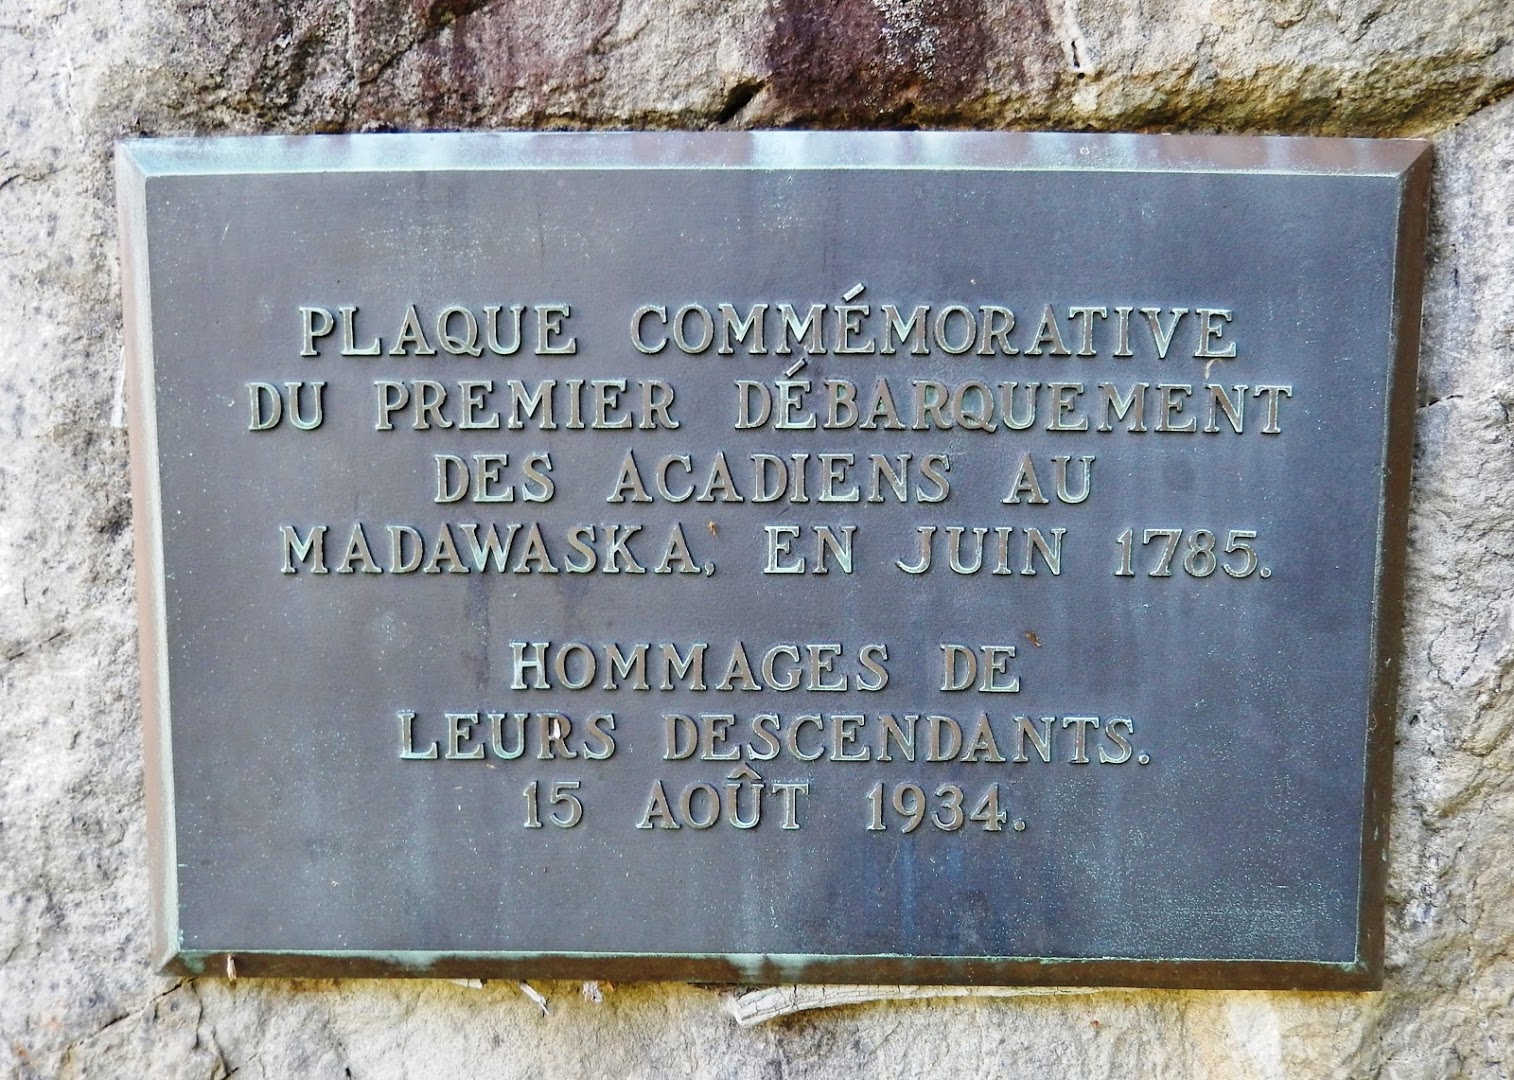 PLAQUE COMMÉMORATIVE
DU PREMIER DÉBARQUEMENT
DES ACADIENS AU
MADAWASKA, EN JUIN 1785.
HOMMAGES DE
LEURS DESCENDANTS.
15 AOÛT 1934.